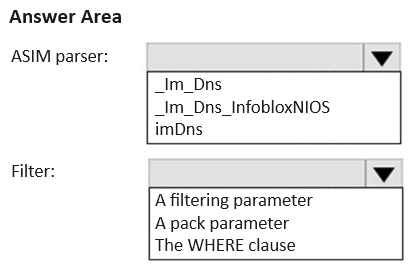 Answer Area
ASIM parser:
_Im_Dns
_Im_Dns_InfobloxNIOS
imDns
Filter:
A filtering parameter
A pack parameter
The WHERE clause